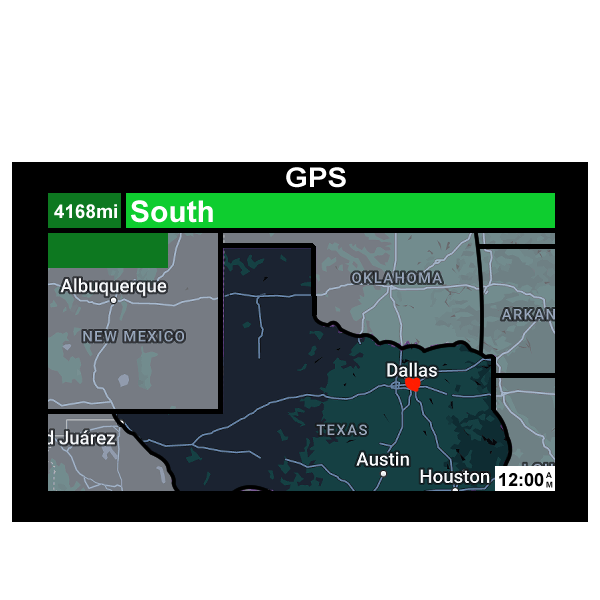 GPS
4168mi South
OKLAHOMA
Albuquerque
ARKAN
NEW MEXICO
Dallas
TEXAS
d Juárez
Austin
Houston
12:00 AM